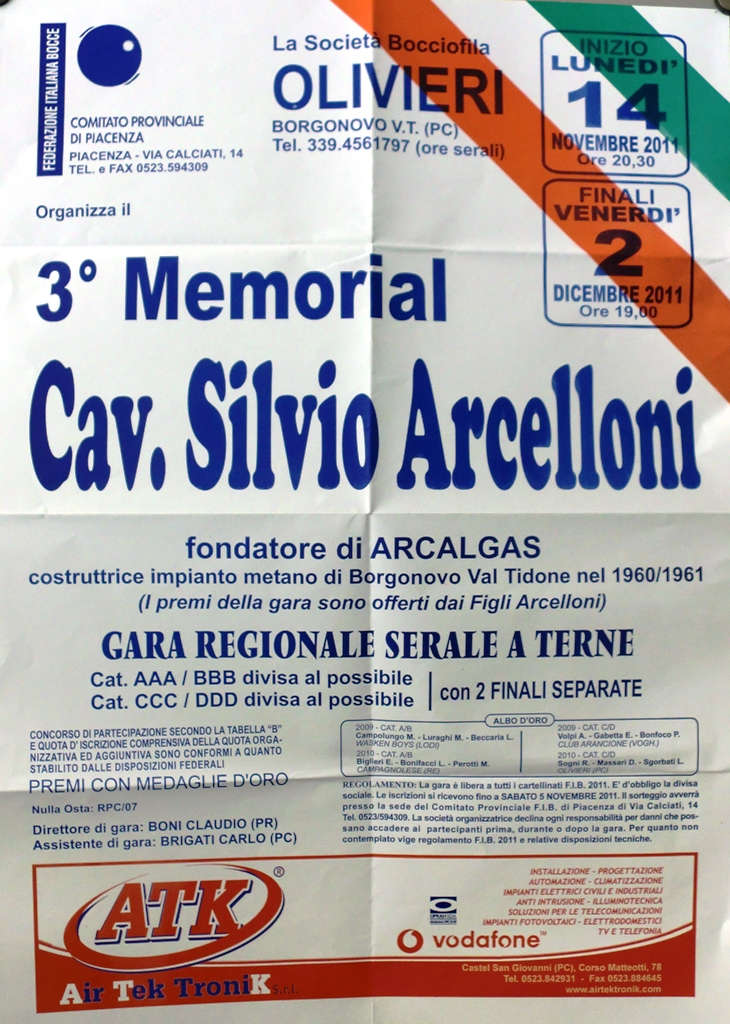 FEDERAZIONE ITALIANA BOCCE
COMITATO PROVINCIALE
DI PIACENZA
PIACENZA - VIA CALCIATI, 14
TEL. e FAX 0523.594309
La Società Bocciofila
OLIVIERI
BORGONOVO V.T. (PC)
Tel. 339.4561797 (ore serali)
INIZIO
LUNEDI'
14
NOVEMBRE 2011
Ore 20,30
FINALI
VENERDI'
2
DICEMBRE 2011
Ore 19,00
Organizza il
3° Memorial
Cav. Silvio Arcelloni
fondatore di ARCALGAS
costruttrice impianto metano di Borgonovo Val Tidone nel 1960/1961
(I premi della gara sono offerti dai Figli Arcelloni)
GARA REGIONALE SERALE A TERNE
Cat. AAA / BBB divisa al possibile
Cat. CCC / DDD divisa al possibile
con 2 FINALI SEPARATE
CONCORSO DI PARTECIPAZIONE SECONDO LA TABELLA "B"
E QUOTA D' ISCRIZIONE COMPRENSIVA DELLA QUOTA ORGA-
NIZZATIVA ED AGGIUNTIVA SONO CONFORMI A QUANTO
STABILITO DALLE DISPOSIZIONI FEDERALI
PREMI CON MEDAGLIE D'ORO
Nulla Osta: RPC/07
Direttore di gara: BONI CLAUDIO (PR)
Assistente di gara: BRIGATI CARLO (PC)
ALBO D'ORO
2009 - CAT. A/B
Campolungo M. - Luraghi M. - Beccaria L.
WASKEN BOYS (LODI)
2010 - CAT. A/B
Biglieri E. - Bonifacci L. - Perotti M.
CAMPAGNOLESE (RE)
2009 - CAT. C/D
Volpi A. - Gabetta E. - Bonfoco P.
CLUB ARANCIONE (VOGH.)
2010 - CAT. C/D
Sogni R. - Massari D. - Sgorbati L.
OLIVIERI (PC)
REGOLAMENTO: La gara è libera a tutti i cartellinati F.I.B. 2011. E' d'obbligo la divisa
sociale. Le iscrizioni si ricevono fino a SABATO 5 NOVEMBRE 2011. Il sorteggio avverrà
presso la sede del Comitato Provinciale F.I.B. di Piacenza di Via Calciati, 14
Tel. 0523/594309. La società organizzatrice declina ogni responsabilità per danni che pos-
sano accadere ai partecipanti prima, durante o dopo la gara. Per quanto non
contemplato vige regolamento F.I.B. 2011 e relative disposizioni tecniche.
ATK®
Air Tek TroniK s.r.l.
vodafone™
INSTALLAZIONE - PROGETTAZIONE
AUTOMAZIONE - CLIMATIZZAZIONE
IMPIANTI ELETTRICI CIVILI E INDUSTRIALI
ANTI INTRUSIONE - ILLUMINOTECNICA
SOLUZIONI PER LE TELECOMUNICAZIONI
IMPIANTI FOTOVOLTAICI - ELETTRODOMESTICI
TV E TELEFONIA
Castel San Giovanni (PC), Corso Matteotti, 78
Tel. 0523.842931 - Fax 0523.884645
www.airtektronik.com